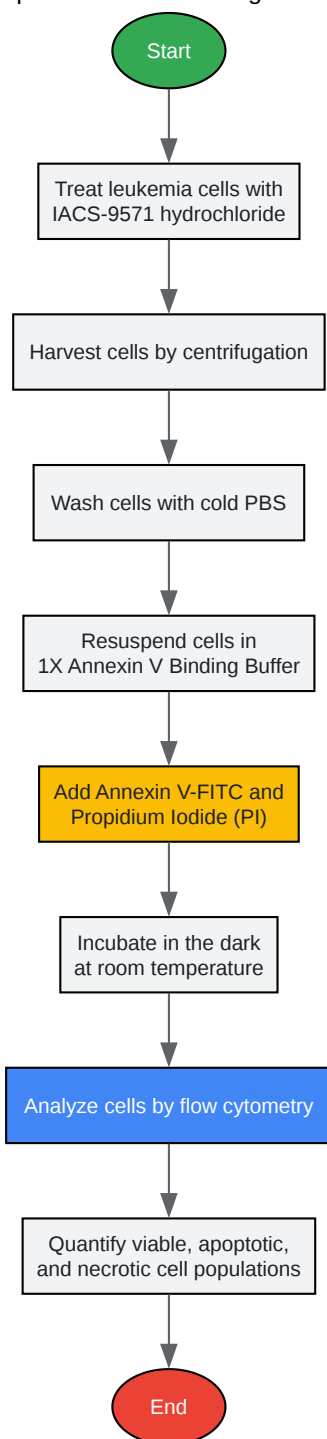 Start
Treat leukemia cells with
IACS-9571 hydrochloride
Harvest cells by centrifugation
Wash cells with cold PBS
Resuspend cells in
1X Annexin V Binding Buffer
Add Annexin V-FITC and
Propidium Iodide (PI)
Incubate in the dark
at room temperature
Analyze cells by flow cytometry
Quantify viable, apoptotic,
and necrotic cell populations
End